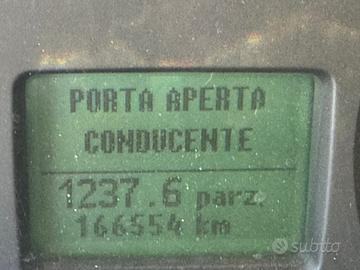 PORTA APERTA
CONDUCENTE
1237.6 parz.
166554 km
subito